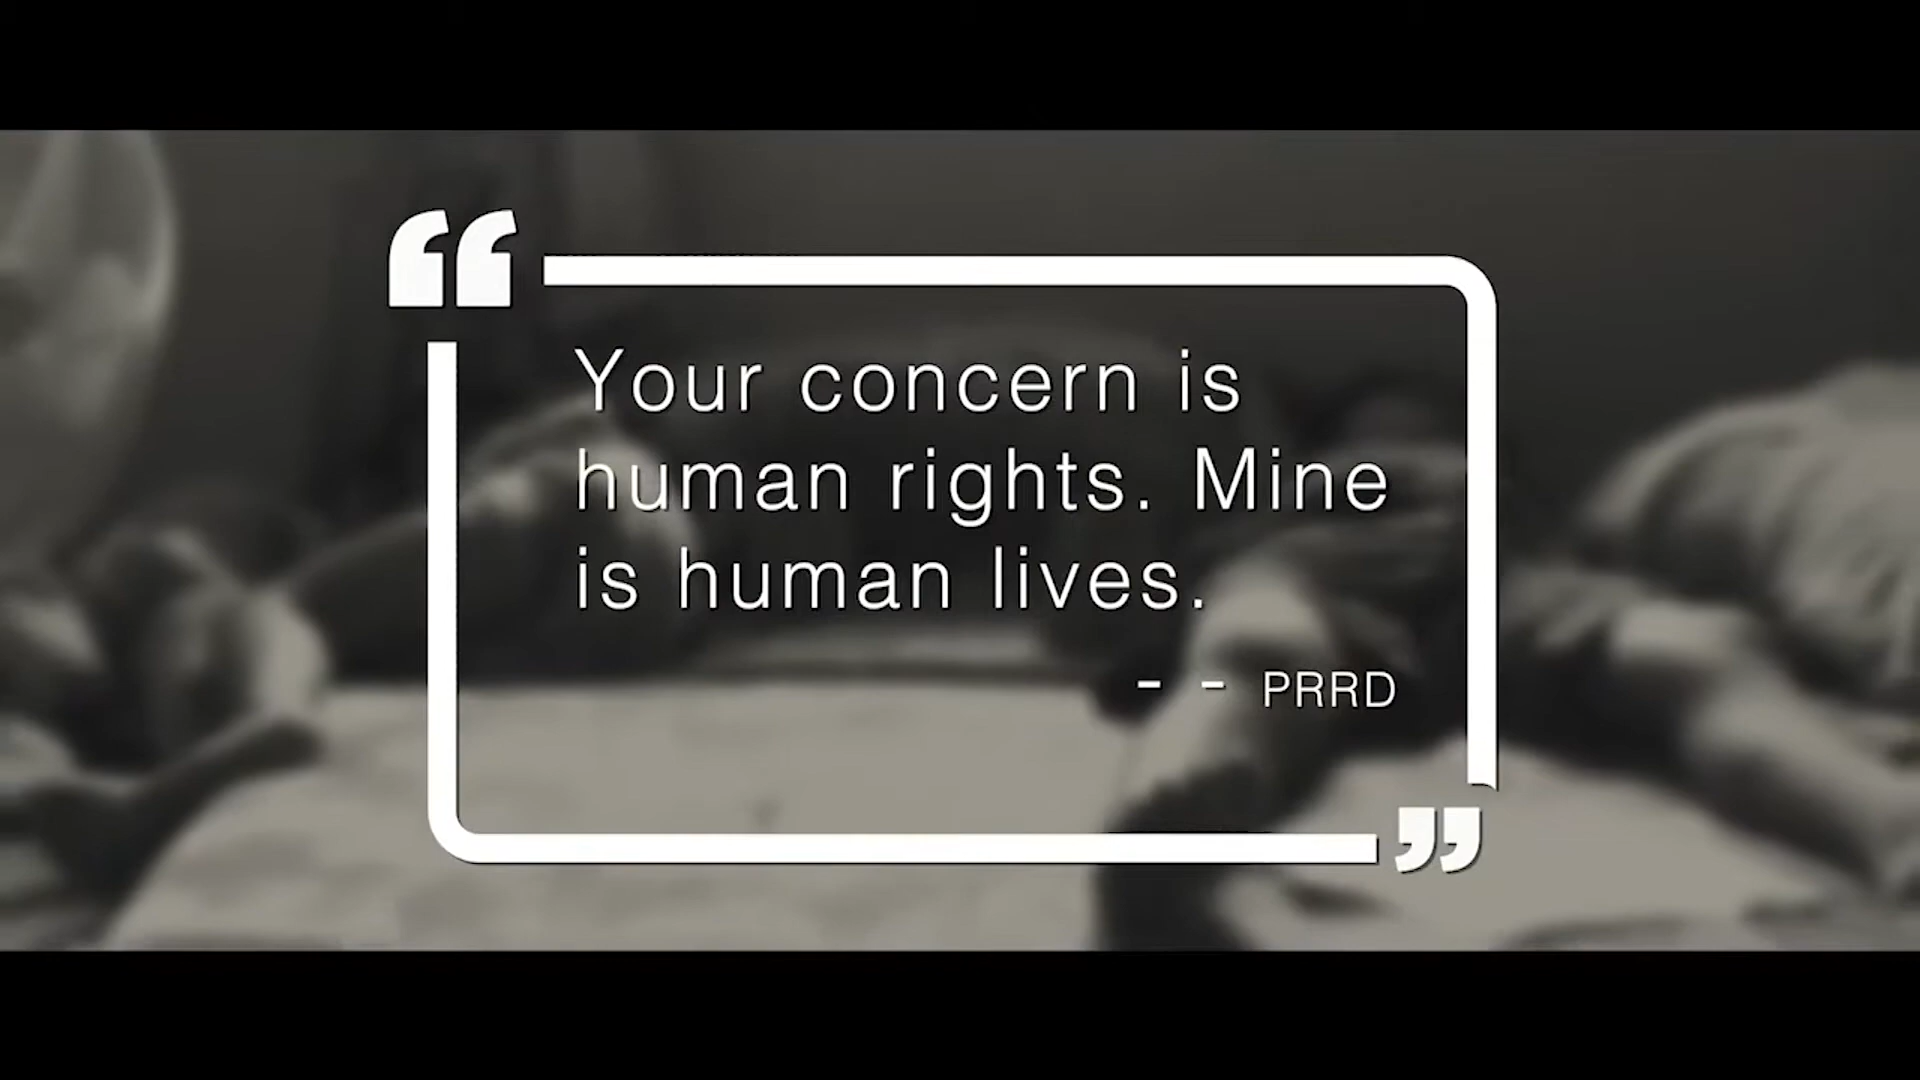 “
Your concern is
human rights. Mine
is human lives.
- - PRRD
”